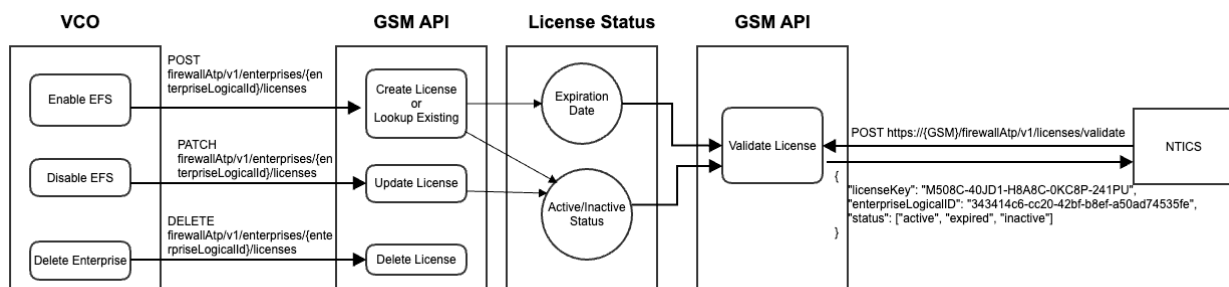 VCO
GSM API
License Status
GSM API
Enable EFS
POST
firewallAtp/v1/enterprises/{en
terpriseLogicalId}/licenses
Create License
or
Lookup Existing
Expiration
Date
Validate License
POST https://{GSM}/firewallAtp/v1/licenses/validate
NTICS
Disable EFS
PATCH
firewallAtp/v1/enterprises/{en
terpriseLogicalId}/licenses
Update License
Active/Inactive
Status
{
"licenseKey": "M508C-40JD1-H8A8C-0KC8P-241PU",
"enterpriseLogicalID": "343414c6-cc20-42bf-b8ef-a50ad74535fe",
"status": ["active", "expired", "inactive"]
}
Delete Enterprise
DELETE
firewallAtp/v1/enterprises/{ente
rpriseLogicalId}/licenses
Delete License